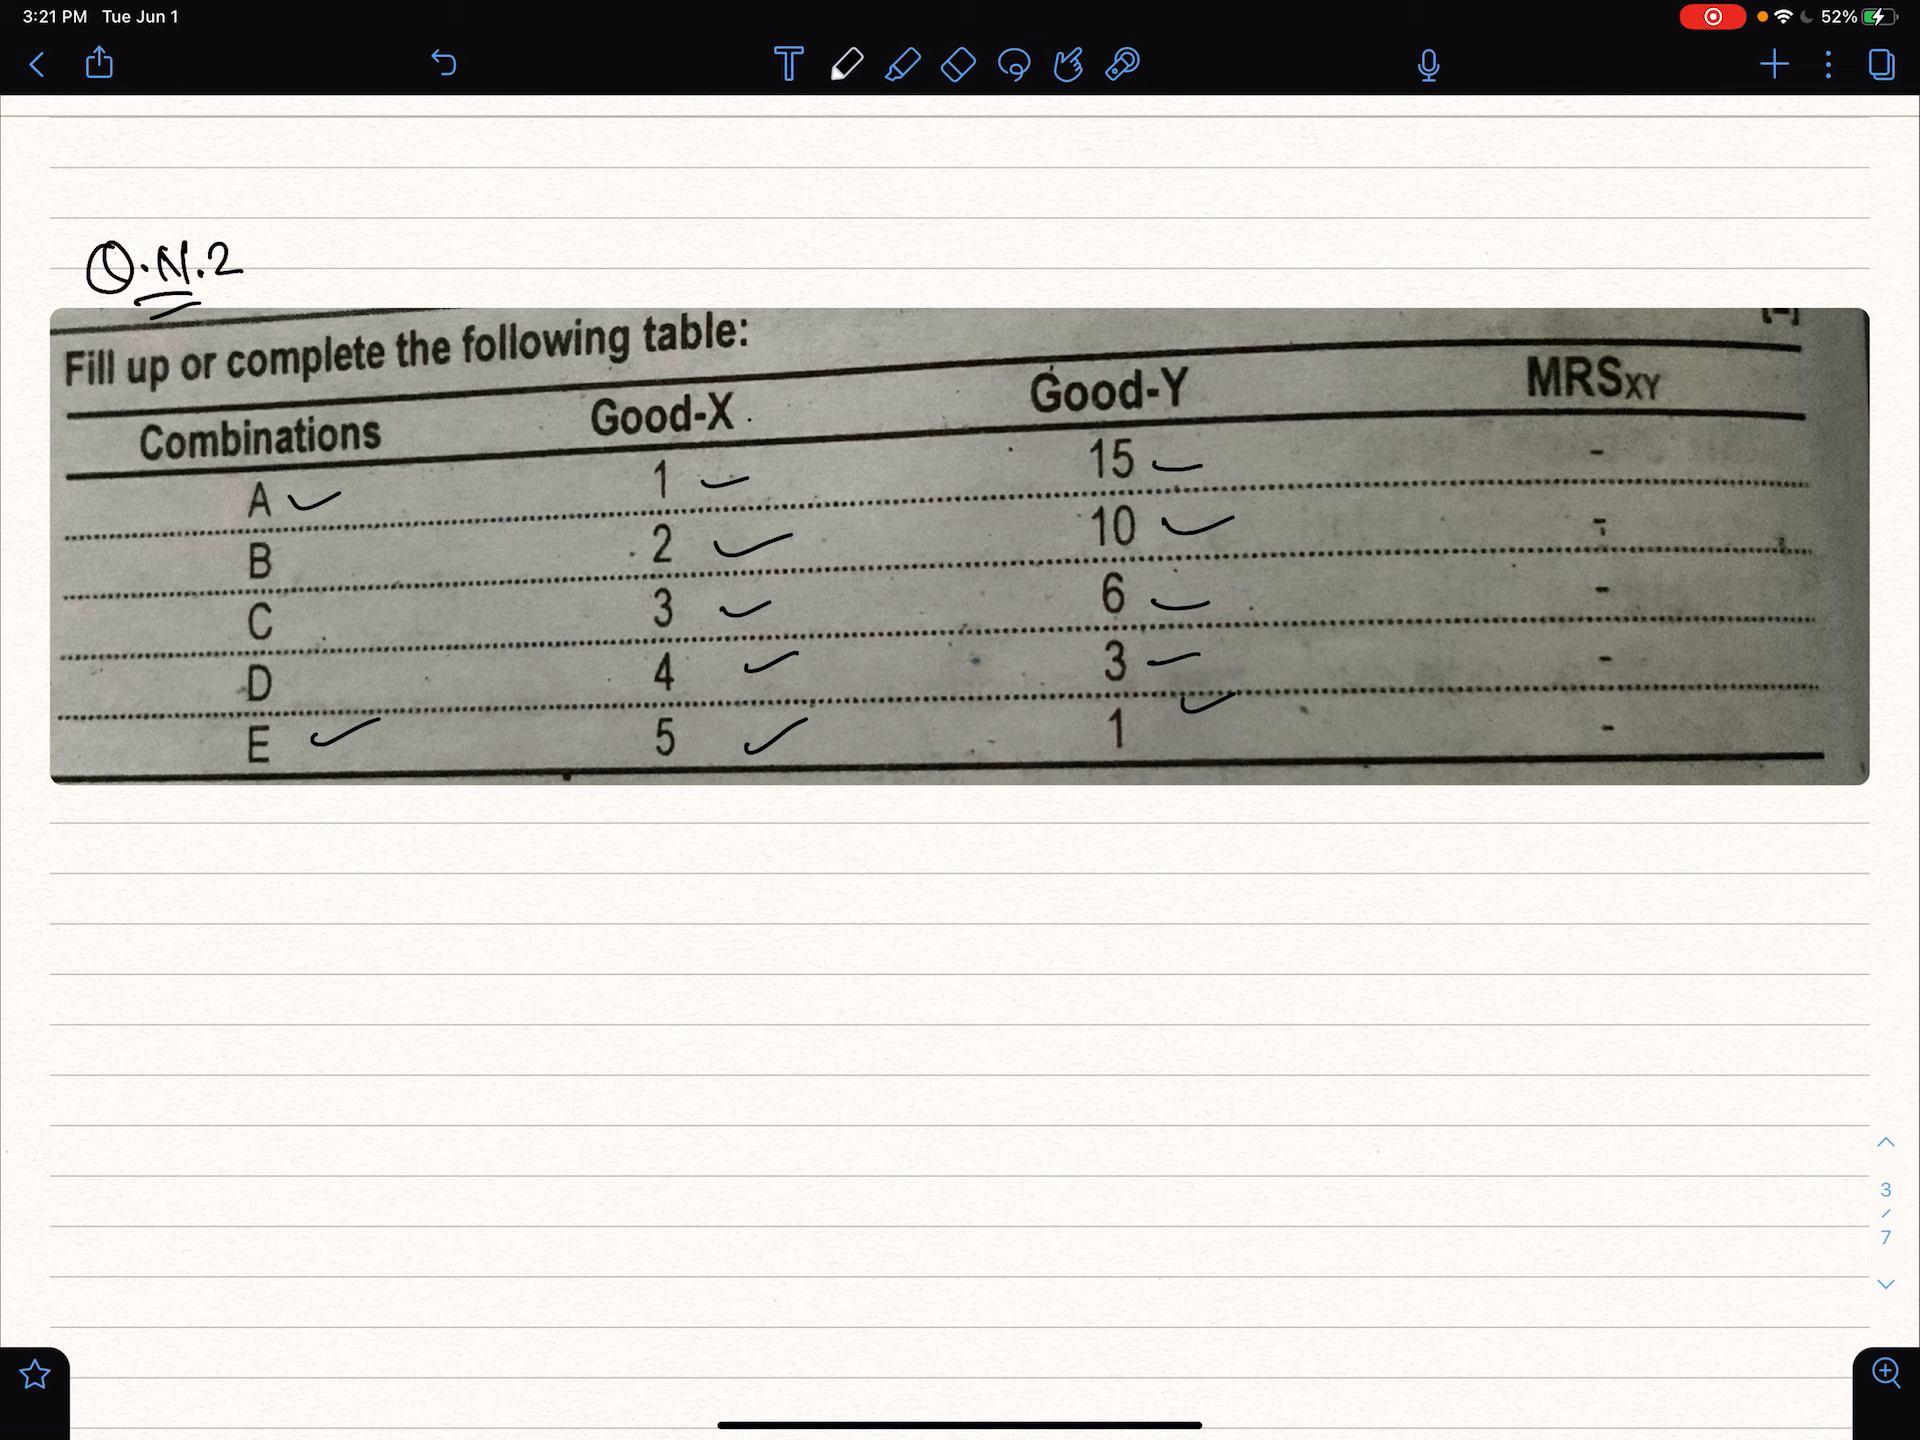 3:21 PM Tue Jun 1
52%
Q.N.2
Fill up or complete the following table:
Combinations Good-X Good-Y MRSXY
A 1 15 -
B 2 10 -
C 3 6 -
D 4 3 -
E 5 1 -
3
/
7